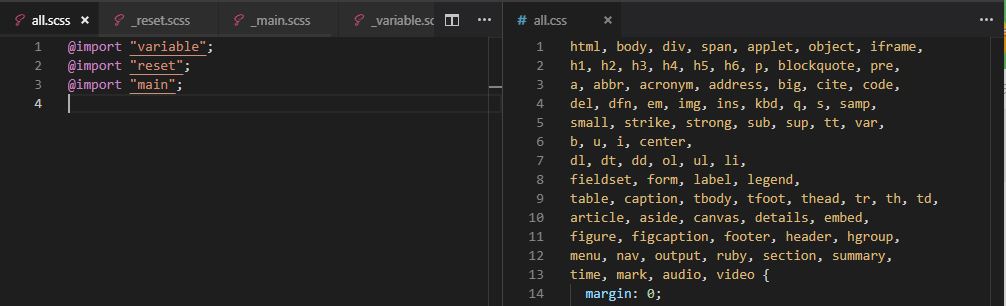 all.scss × _reset.scss _main.scss _variable.sc ···
1 @import "variable";
2 @import "reset";
3 @import "main";
4
# all.css × ···
1 html, body, div, span, applet, object, iframe,
2 h1, h2, h3, h4, h5, h6, p, blockquote, pre,
3 a, abbr, acronym, address, big, cite, code,
4 del, dfn, em, img, ins, kbd, q, s, samp,
5 small, strike, strong, sub, sup, tt, var,
6 b, u, i, center,
7 dl, dt, dd, ol, ul, li,
8 fieldset, form, label, legend,
9 table, caption, tbody, tfoot, thead, tr, th, td,
10 article, aside, canvas, details, embed,
11 figure, figcaption, footer, header, hgroup,
12 menu, nav, output, ruby, section, summary,
13 time, mark, audio, video {
14 margin: 0;